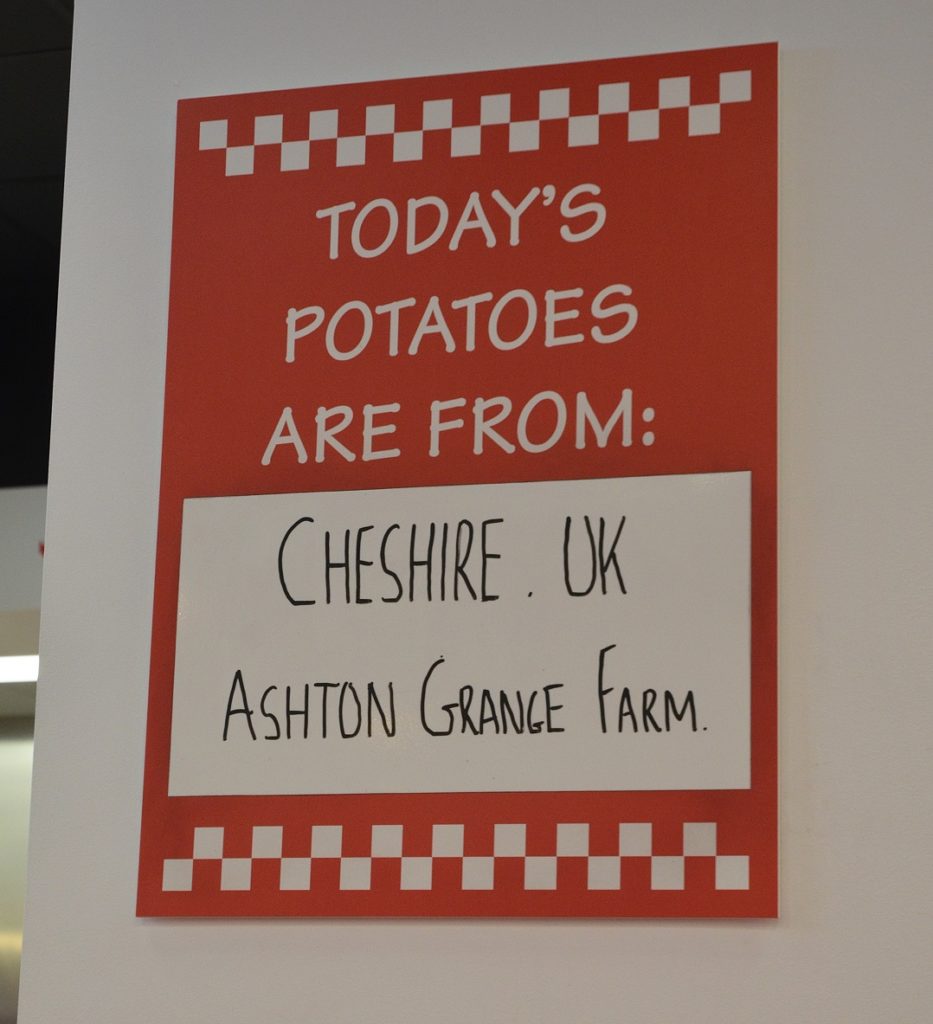 TODAY'S
POTATOES
ARE FROM:
CHESHIRE. UK
ASHTON GRANGE FARM.